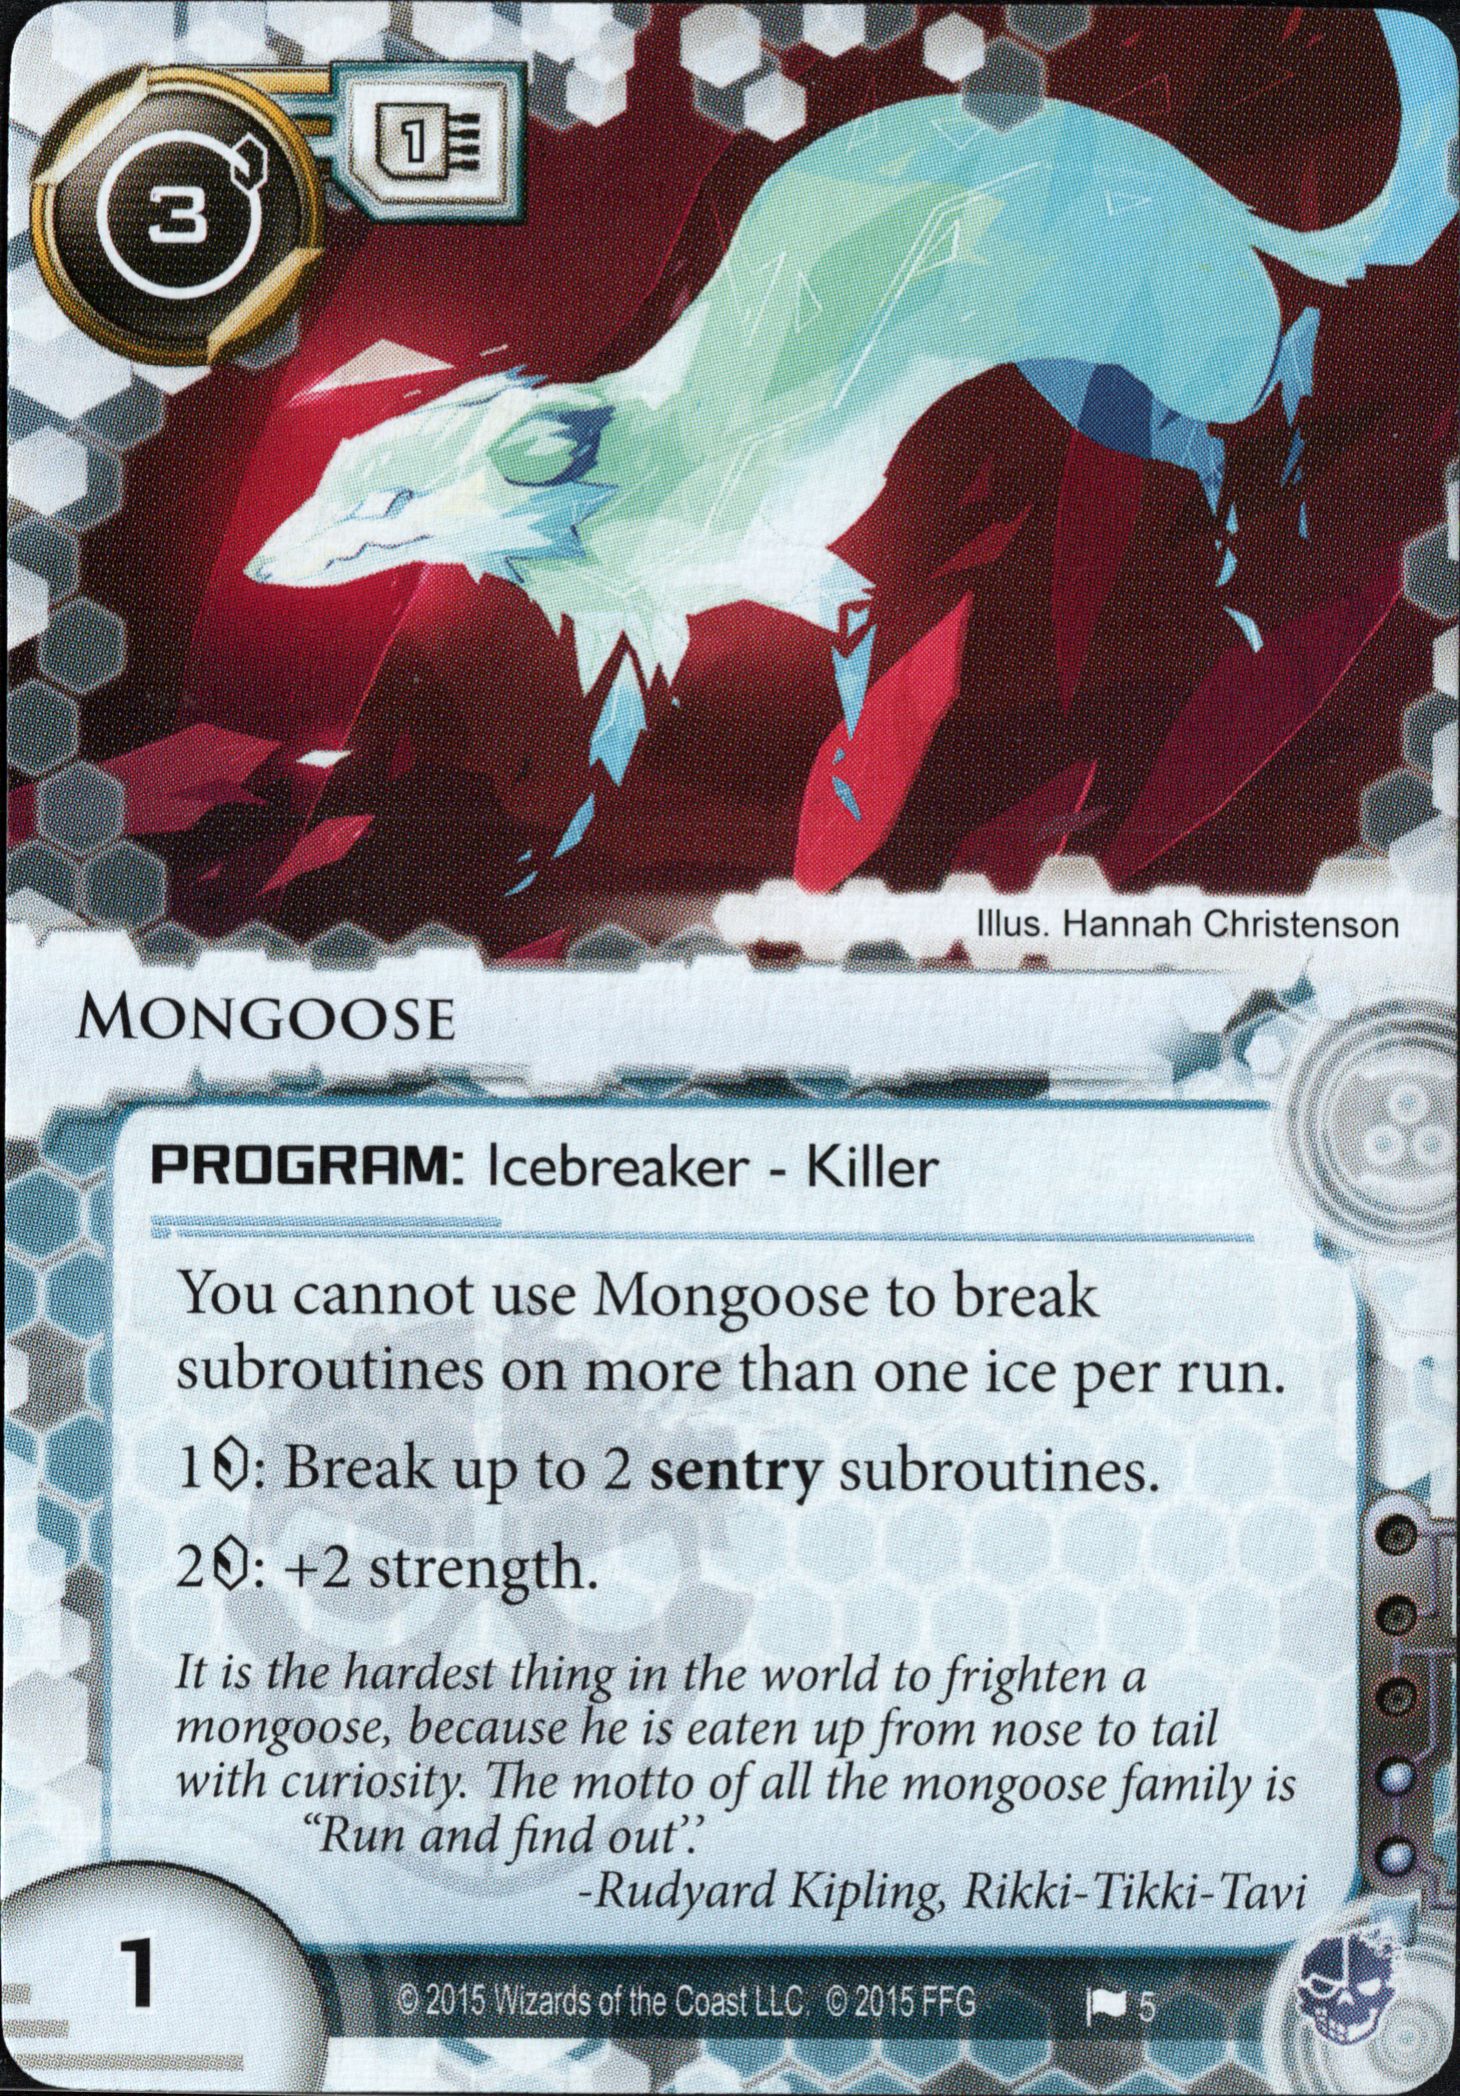 3
1
Illus. Hannah Christenson
MONGOOSE
PROGRAM: Icebreaker - Killer
You cannot use Mongoose to break
subroutines on more than one ice per run.
1: Break up to 2 sentry subroutines.
2: +2 strength.
It is the hardest thing in the world to frighten a
mongoose, because he is eaten up from nose to tail
with curiosity. The motto of all the mongoose family is
“Run and find out’.’
-Rudyard Kipling, Rikki-Tikki-Tavi
1
© 2015 Wizards of the Coast LLC. © 2015 FFG
5